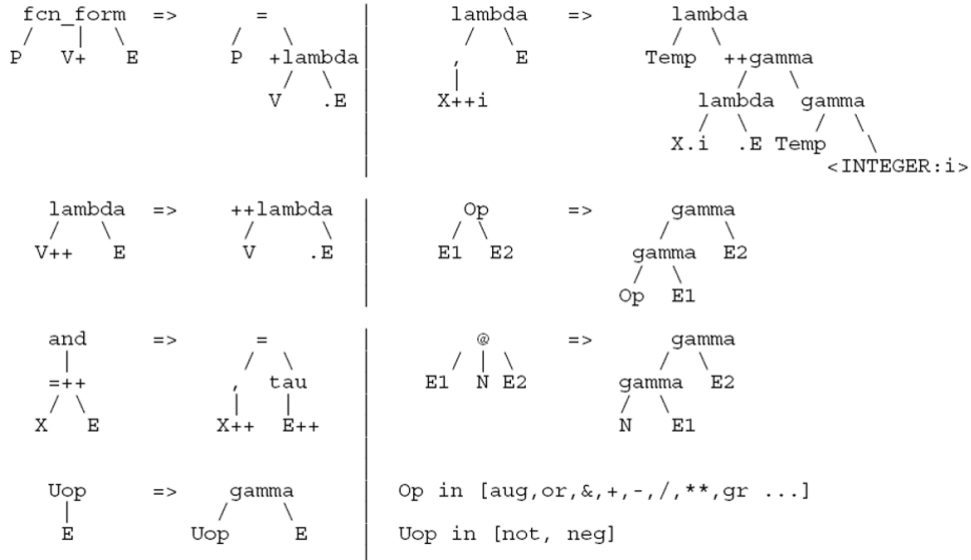 fcn_form => = lambda => lambda
P V+ E P +lambda , E Temp ++gamma
V .E X++i lambda gamma
X.i .E Temp
<INTEGER:i>
lambda => ++lambda Op => gamma
V++ E V .E E1 E2 gamma E2
Op E1
and => = @ => gamma
=++ , tau E1 N E2 gamma E2
X E X++ E++ N E1
Uop => gamma Op in [aug,or,&,+,-,/,**,gr ...]
E Uop E Uop in [not, neg]